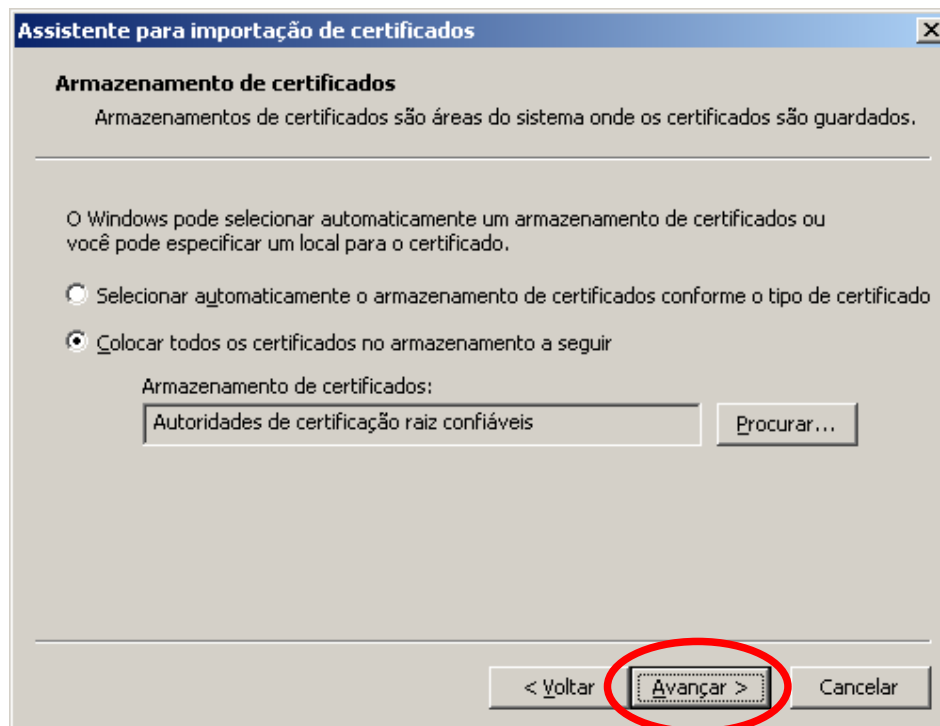 Assistente para importação de certificados
Armazenamento de certificados
Armazenamentos de certificados são áreas do sistema onde os certificados são guardados.
O Windows pode selecionar automaticamente um armazenamento de certificados ou
você pode especificar um local para o certificado.
Selecionar automaticamente o armazenamento de certificados conforme o tipo de certificado
Colocar todos os certificados no armazenamento a seguir
Armazenamento de certificados:
Autoridades de certificação raiz confiáveis
Procurar...
< Voltar
Avançar >
Cancelar